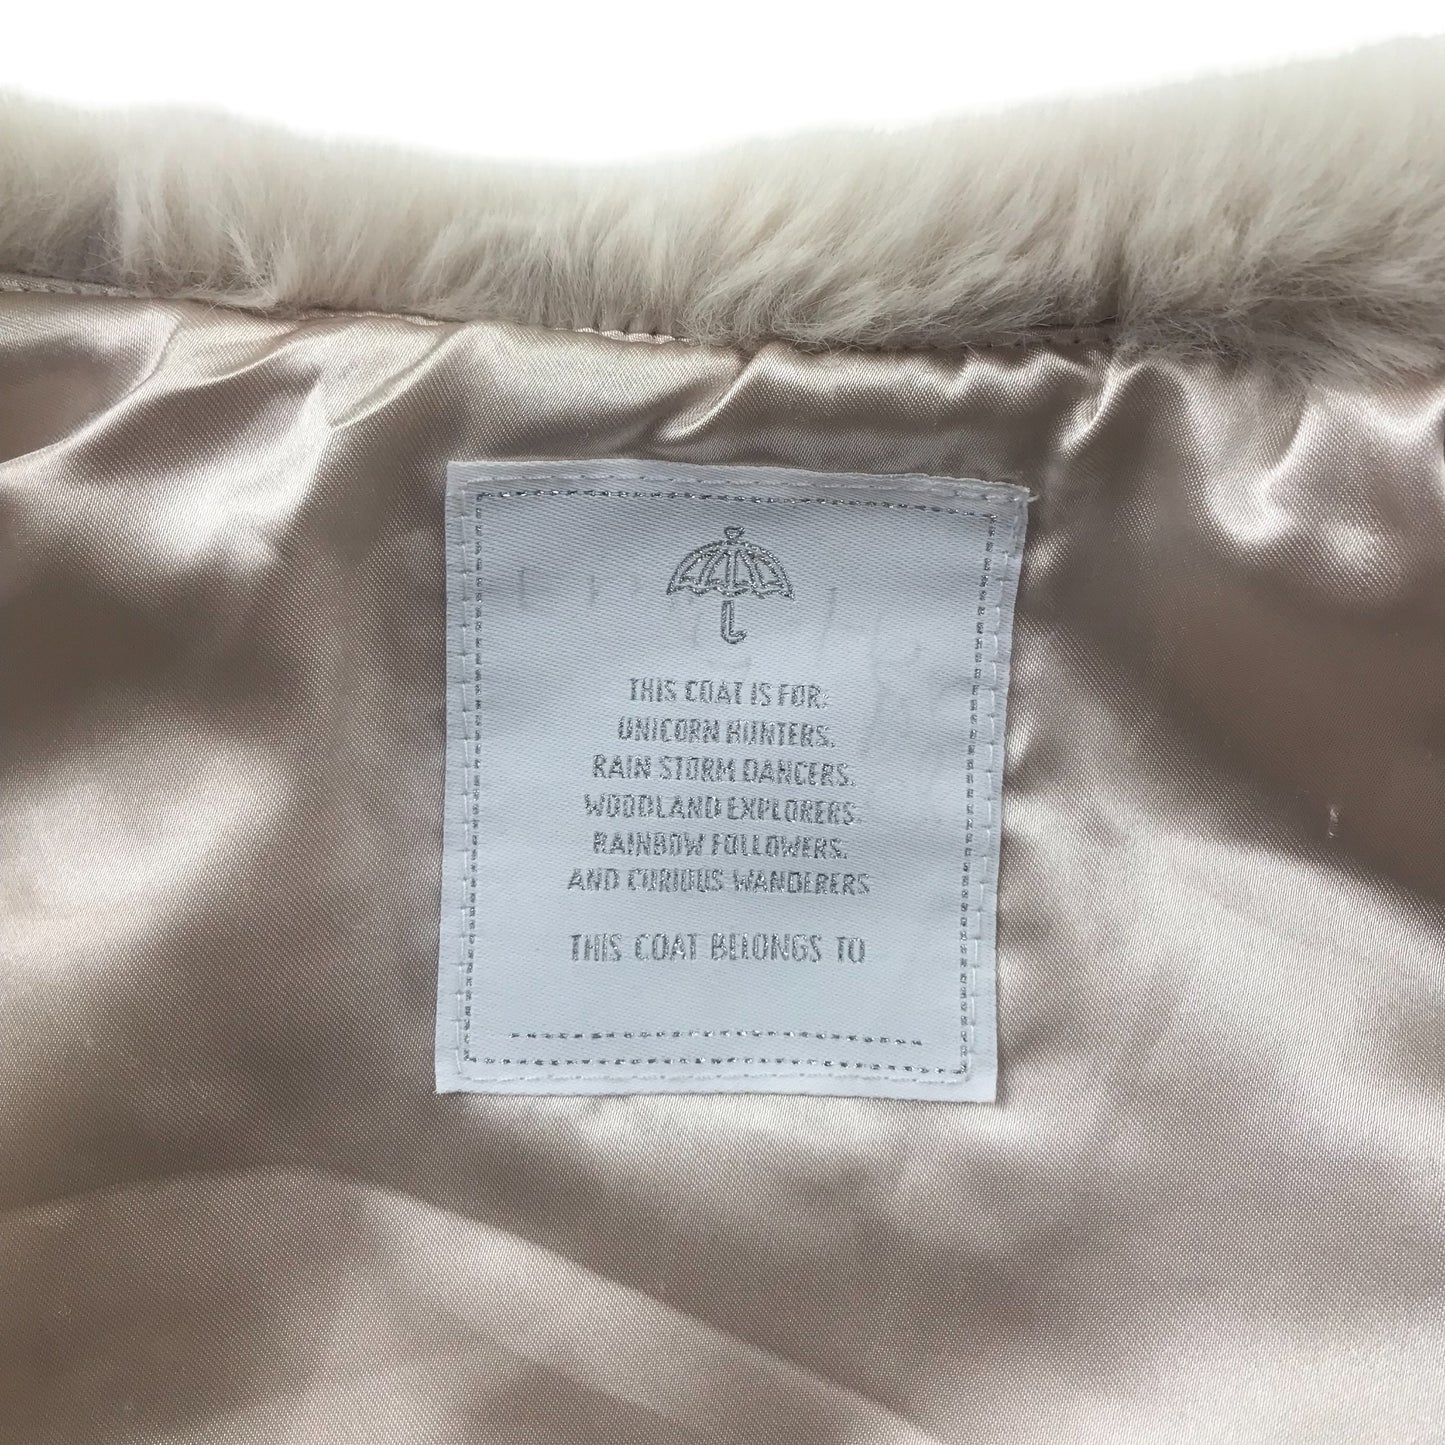 THIS COAT IS FOR:
UNICORN HUNTERS.
RAIN STORM DANCERS.
WOODLAND EXPLORERS.
RAINBOW FOLLOWERS.
AND CURIOUS WANDERERS
THIS COAT BELONGS TO